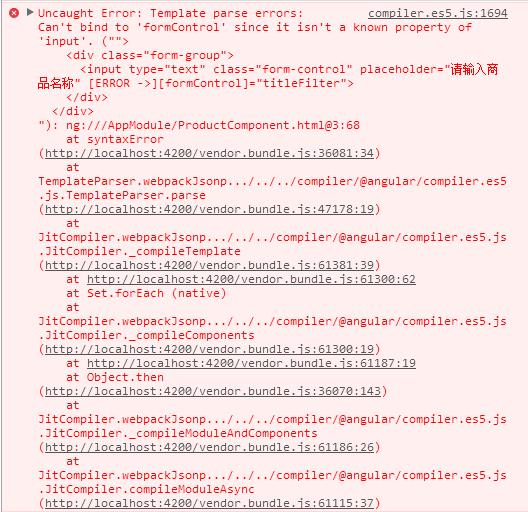 Uncaught Error: Template parse errors: compiler.es5.js:1694
Can't bind to 'formControl' since it isn't a known property of
'input'. ("">
<div class="form-group">
<input type="text" class="form-control" placeholder="请输入商
品名称" [ERROR ->][formControl]="titleFilter">
</div>
</div>
"): ng:///AppModule/ProductComponent.html@3:68
at syntaxError
(http://localhost:4200/vendor.bundle.js:36081:34)
at
TemplateParser.webpackJsonp.../../../compiler/@angular/compiler.es5
.js.TemplateParser.parse
(http://localhost:4200/vendor.bundle.js:47178:19)
at
JitCompiler.webpackJsonp.../../../compiler/@angular/compiler.es5.js
.JitCompiler._compileTemplate
(http://localhost:4200/vendor.bundle.js:61381:39)
at http://localhost:4200/vendor.bundle.js:61300:62
at Set.forEach (native)
at
JitCompiler.webpackJsonp.../../../compiler/@angular/compiler.es5.js
.JitCompiler._compileComponents
(http://localhost:4200/vendor.bundle.js:61300:19)
at http://localhost:4200/vendor.bundle.js:61187:19
at Object.then
(http://localhost:4200/vendor.bundle.js:36070:143)
at
JitCompiler.webpackJsonp.../../../compiler/@angular/compiler.es5.js
.JitCompiler._compileModuleAndComponents
(http://localhost:4200/vendor.bundle.js:61186:26)
at
JitCompiler.webpackJsonp.../../../compiler/@angular/compiler.es5.js
.JitCompiler.compileModuleAsync
(http://localhost:4200/vendor.bundle.js:61115:37)